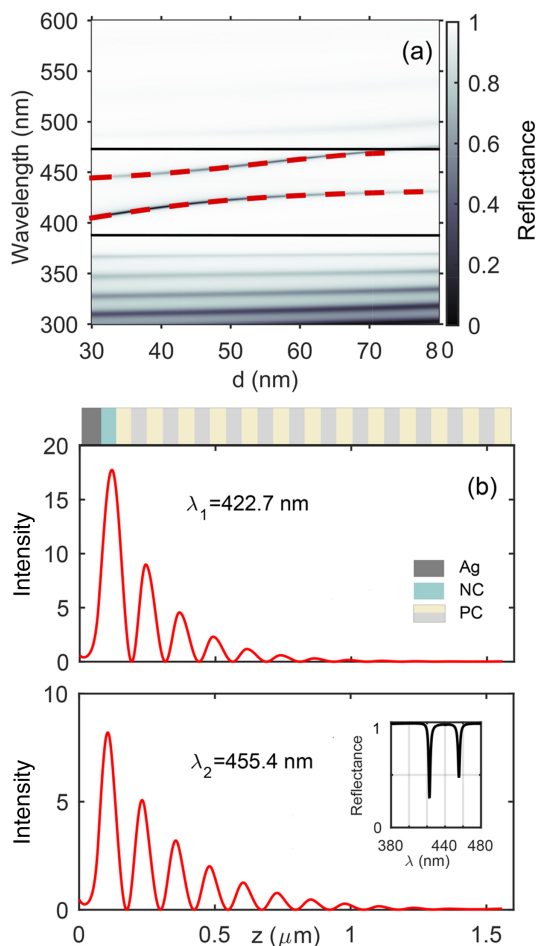 600
550
500
450
400
350
300
Wavelength (nm)
(a)
30 40 50 60 70 80
d (nm)
1
0.8
0.6
0.4
0.2
0
Reflectance
(b)
20
15
10
5
0
Intensity
λ1=422.7 nm
Ag
NC
PC
10
5
0
Intensity
λ2=455.4 nm
1
0
Reflectance
380 440 480
λ (nm)
0 0.5 1 1.5
z (μm)